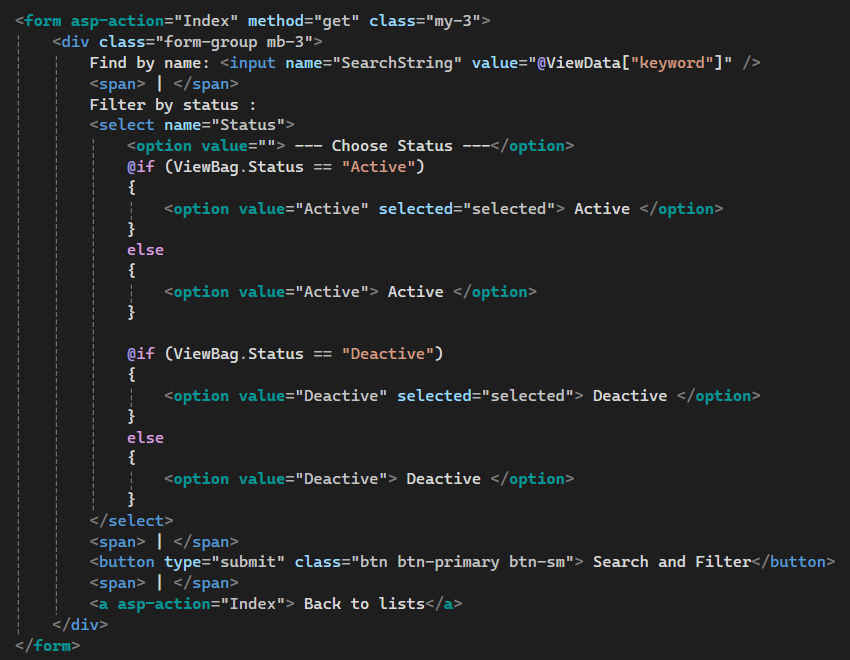 <form asp-action="Index" method="get" class="my-3">
    <div class="form-group mb-3">
        Find by name: <input name="SearchString" value="@ViewData["keyword"]" />
        <span> | </span>
        Filter by status :
        <select name="Status">
            <option value=""> --- Choose Status ---</option>
            @if (ViewBag.Status == "Active")
            {
                <option value="Active" selected="selected"> Active </option>
            }
            else
            {
                <option value="Active"> Active </option>
            }

            @if (ViewBag.Status == "Deactive")
            {
                <option value="Deactive" selected="selected"> Deactive </option>
            }
            else
            {
                <option value="Deactive"> Deactive </option>
            }
        </select>
        <span> | </span>
        <button type="submit" class="btn btn-primary btn-sm"> Search and Filter</button>
        <span> | </span>
        <a asp-action="Index"> Back to lists</a>
    </div>
</form>